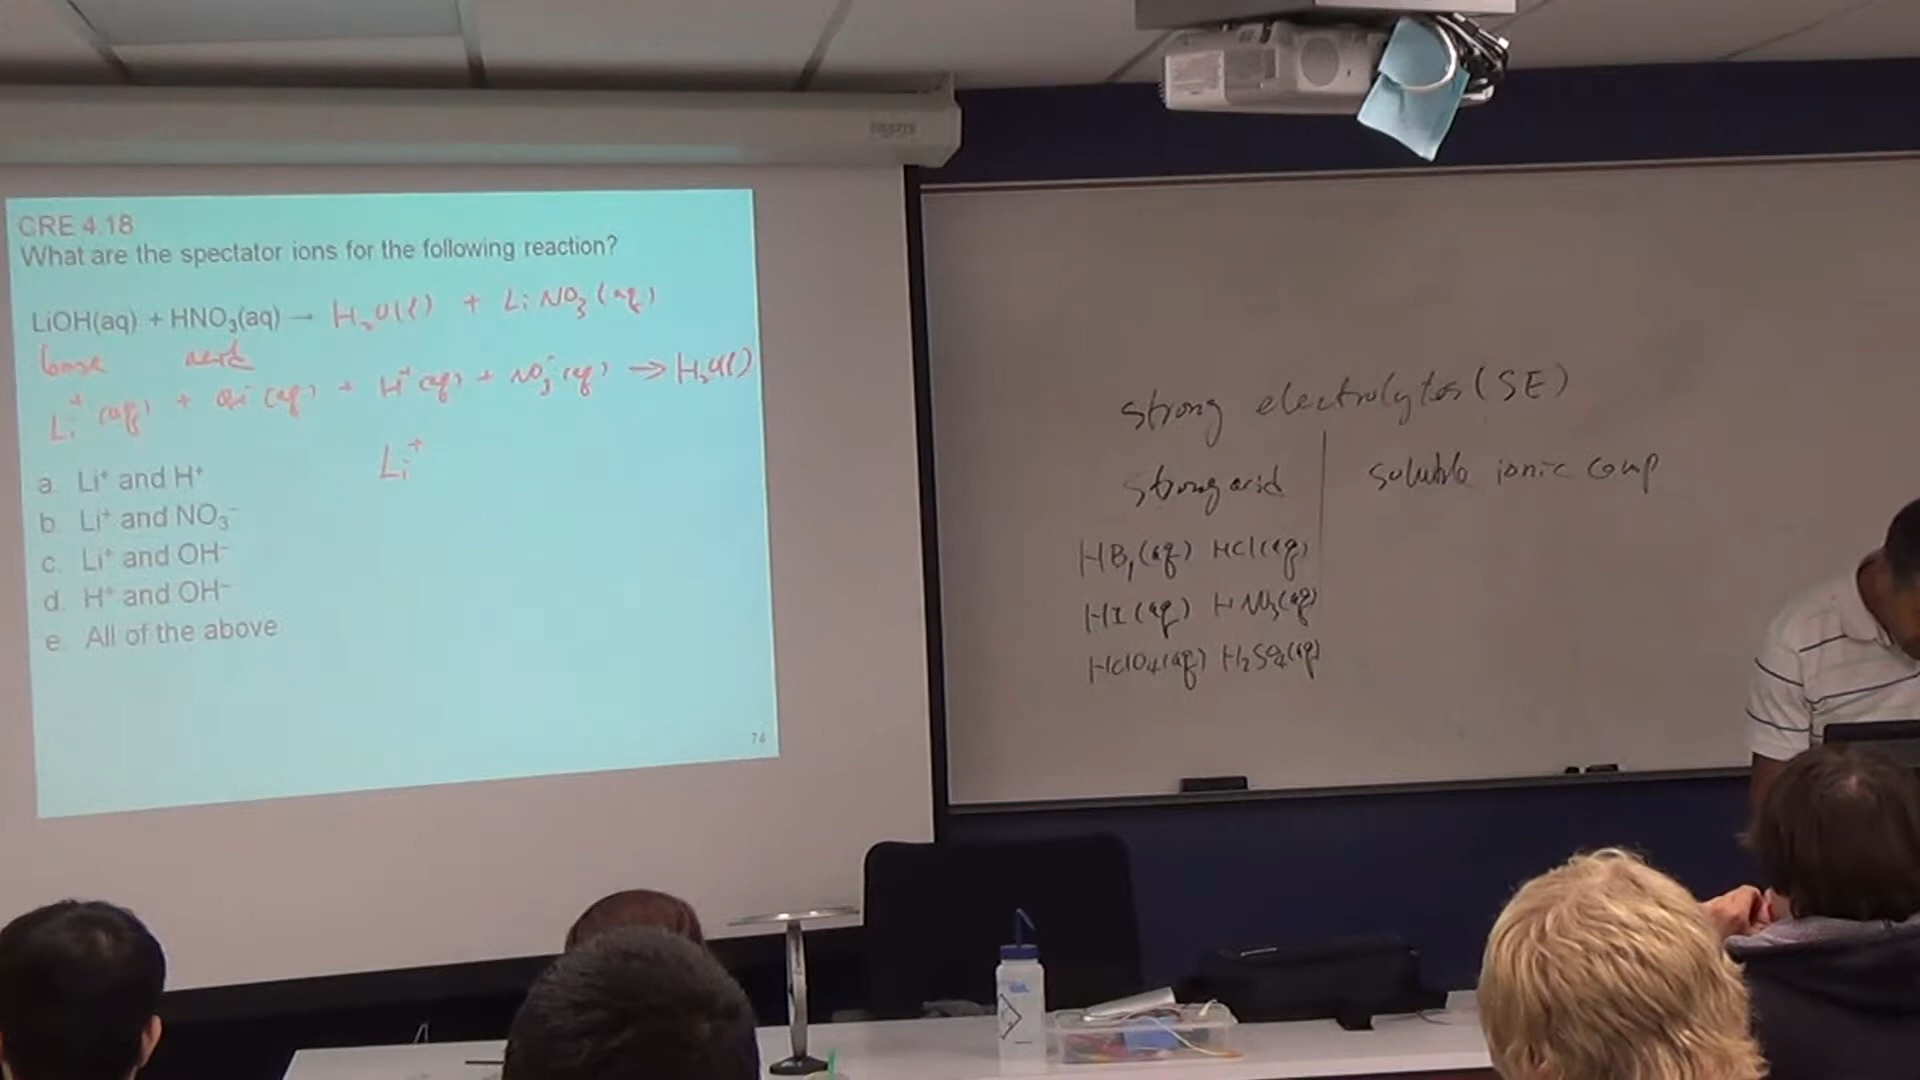 CRE 4.18
What are the spectator ions for the following reaction?
LiOH(aq) + HNO₃(aq) → H₂O(l) + LiNO₃(aq)
base acid
Li⁺(aq) + OH⁻(aq) + H⁺(aq) + NO₃⁻(aq) → H₂O(l)
Li⁺
a. Li⁺ and H⁺
b. Li⁺ and NO₃⁻
c. Li⁺ and OH⁻
d. H⁺ and OH⁻
e. All of the above
74
strong electrolytes (SE)
strong acid | soluble ionic comp
HBr(aq) HCl(aq)
HI(aq) HNO₃(aq)
HClO₄(aq) H₂SO₄(aq)